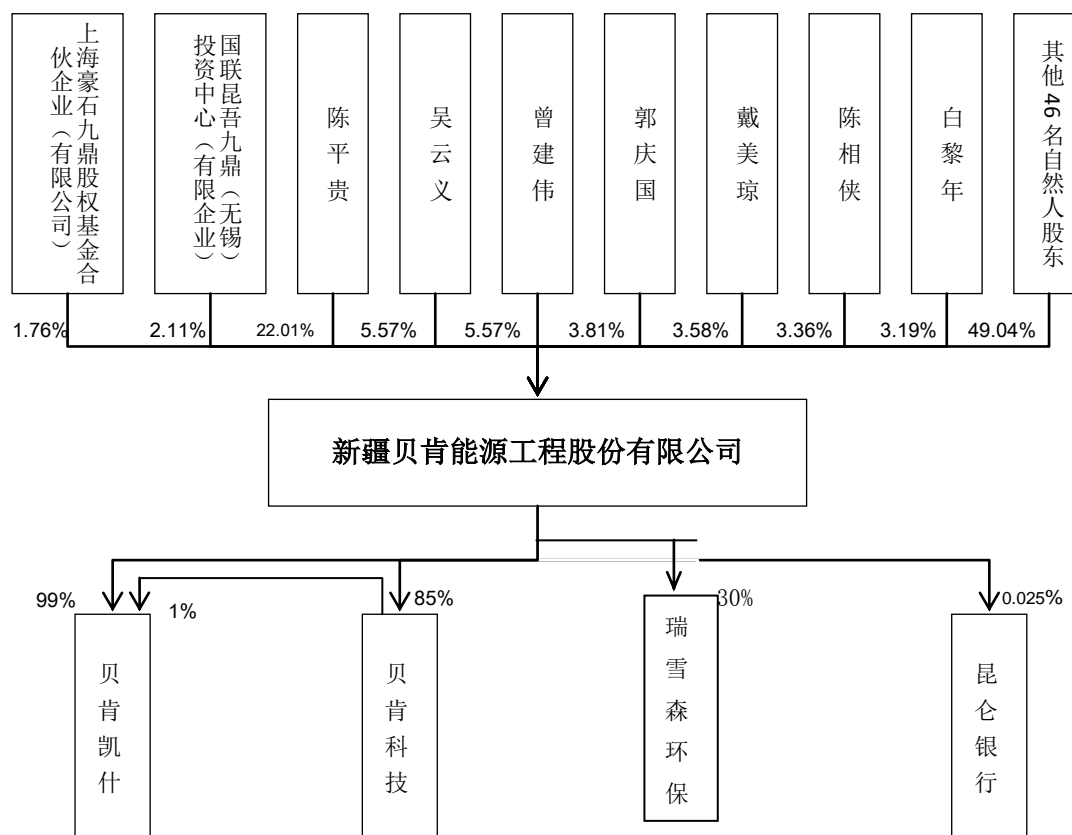 上海豪石九鼎股权基金合
伙企业（有限公司）
国联昆吾九鼎（无锡）
投资中心（有限企业）
陈平贵
吴云义
曾建伟
郭庆国
戴美琼
陈相侠
白黎年
其他 46 名自然人股东
1.76%
2.11%
22.01%
5.57%
5.57%
3.81%
3.58%
3.36%
3.19%
49.04%
新疆贝肯能源工程股份有限公司
99%
1%
85%
30%
0.025%
贝肯凯什
贝肯科技
瑞雪森环保
昆仑银行